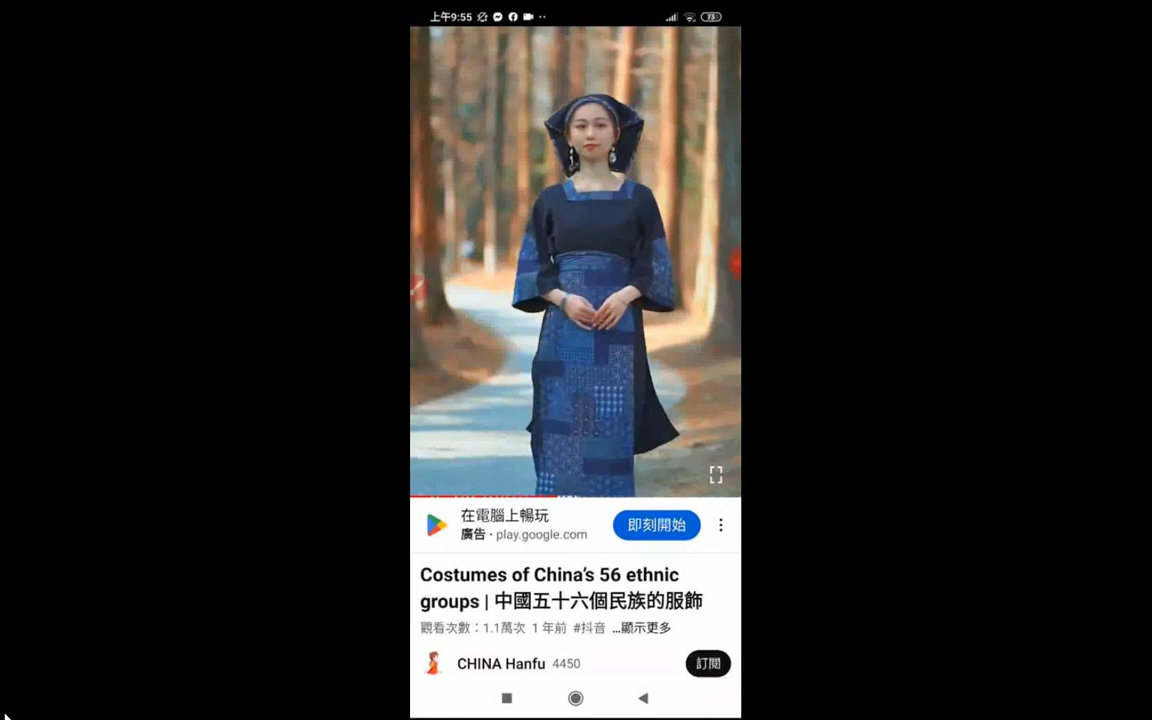 上午9:55
73
在電腦上暢玩
廣告 · play.google.com
即刻開始
Costumes of China's 56 ethnic
groups | 中國五十六個民族的服飾
觀看次數：1.1萬次 1 年前 #抖音 ...顯示更多
CHINA Hanfu 4450
訂閱